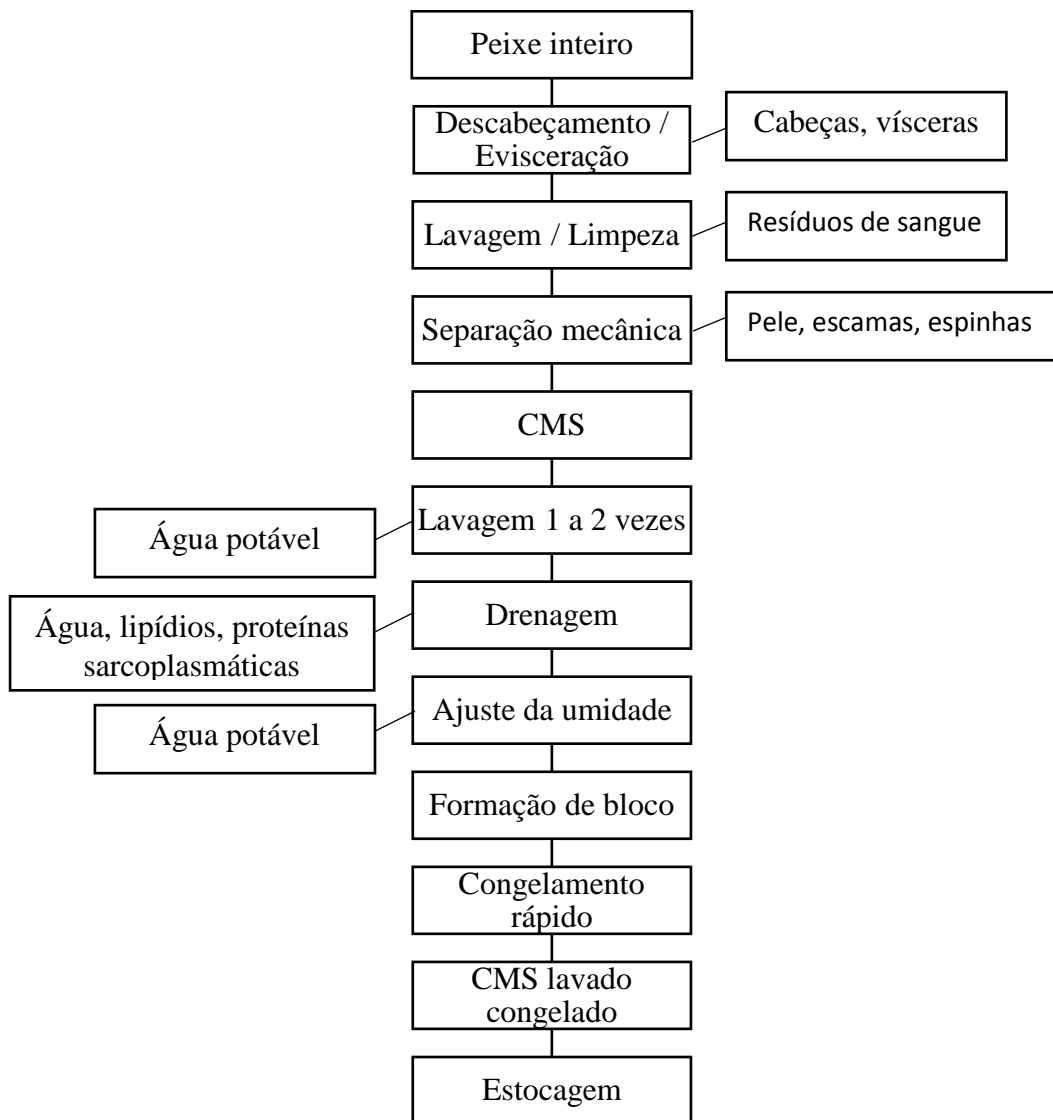 Peixe inteiro
Descabeçamento /
Evisceração
Cabeças, vísceras
Lavagem / Limpeza
Resíduos de sangue
Separação mecânica
Pele, escamas, espinhas
CMS
Lavagem 1 a 2 vezes
Água potável
Drenagem
Água, lipídios, proteínas
sarcoplasmáticas
Ajuste da umidade
Água potável
Formação de bloco
Congelamento
rápido
CMS lavado
congelado
Estocagem